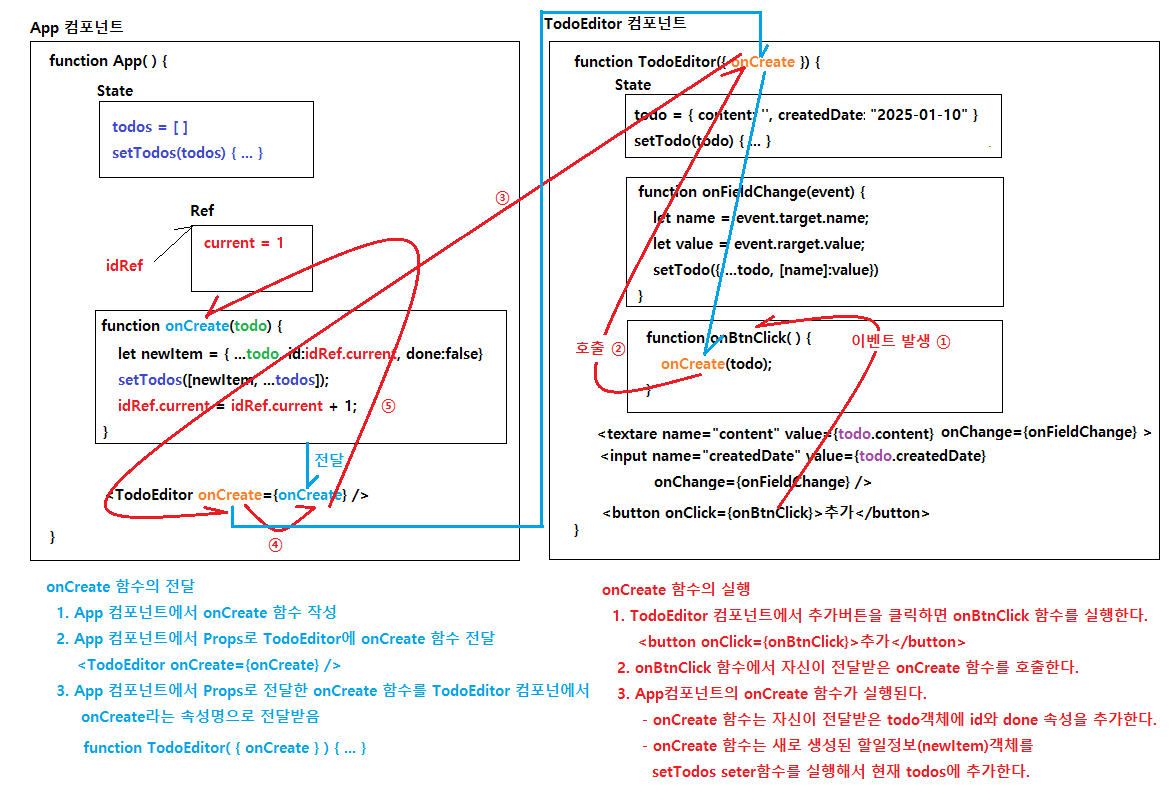 App 컴포넌트
function App( ) {
State
todos = [ ]
setTodos(todos) { ... }
Ref
current = 1
idRef
function onCreate(todo) {
let newItem = { ...todo, id:idRef.current, done:false}
setTodos([newItem, ...todos]);
idRef.current = idRef.current + 1;
}
⑤
③
전달
<TodoEditor onCreate={onCreate} />
④
}
TodoEditor 컴포넌트
function TodoEditor({ onCreate }) {
State
todo = { content: '', createdDate: "2025-01-10" }
setTodo(todo) { ... }
function onFieldChange(event) {
let name = event.target.name;
let value = event.rarget.value;
setTodo({ ...todo, [name]:value})
}
function onBtnClick( ) {
onCreate(todo);
}
호출 ②
이벤트 발생 ①
<textare name="content" value={todo.content} onChange={onFieldChange} >
<input name="createdDate" value={todo.createdDate}
onChange={onFieldChange} />
<button onClick={onBtnClick}>추가</button>
}
onCreate 함수의 전달
1. App 컴포넌트에서 onCreate 함수 작성
2. App 컴포넌트에서 Props로 TodoEditor에 onCreate 함수 전달
<TodoEditor onCreate={onCreate} />
3. App 컴포넌트에서 Props로 전달한 onCreate 함수를 TodoEditor 컴포넌에서
onCreate라는 속성명으로 전달받음
function TodoEditor( { onCreate } ) { ... }
onCreate 함수의 실행
1. TodoEditor 컴포넌트에서 추가버튼을 클릭하면 onBtnClick 함수를 실행한다.
<button onClick={onBtnClick}>추가</button>
2. onBtnClick 함수에서 자신이 전달받은 onCreate 함수를 호출한다.
3. App컴포넌트의 onCreate 함수가 실행된다.
- onCreate 함수는 자신이 전달받은 todo객체에 id와 done 속성을 추가한다.
- onCreate 함수는 새로 생성된 할일정보(newItem)객체를
setTodos seter함수를 실행해서 현재 todos에 추가한다.